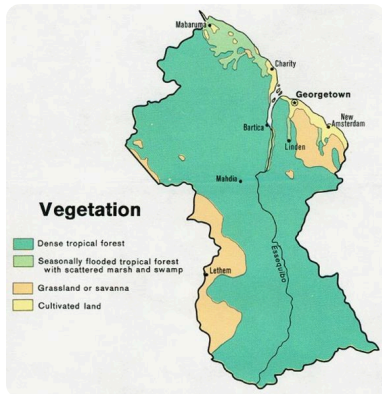 Mabaruma
Charity
Georgetown
New
Amsterdam
Bartica
Linden
Mahdia
Vegetation
Dense tropical forest
Seasonally flooded tropical forest
with scattered marsh and swamp
Grassland or savanna
Cultivated land
Essequibo
Lethem